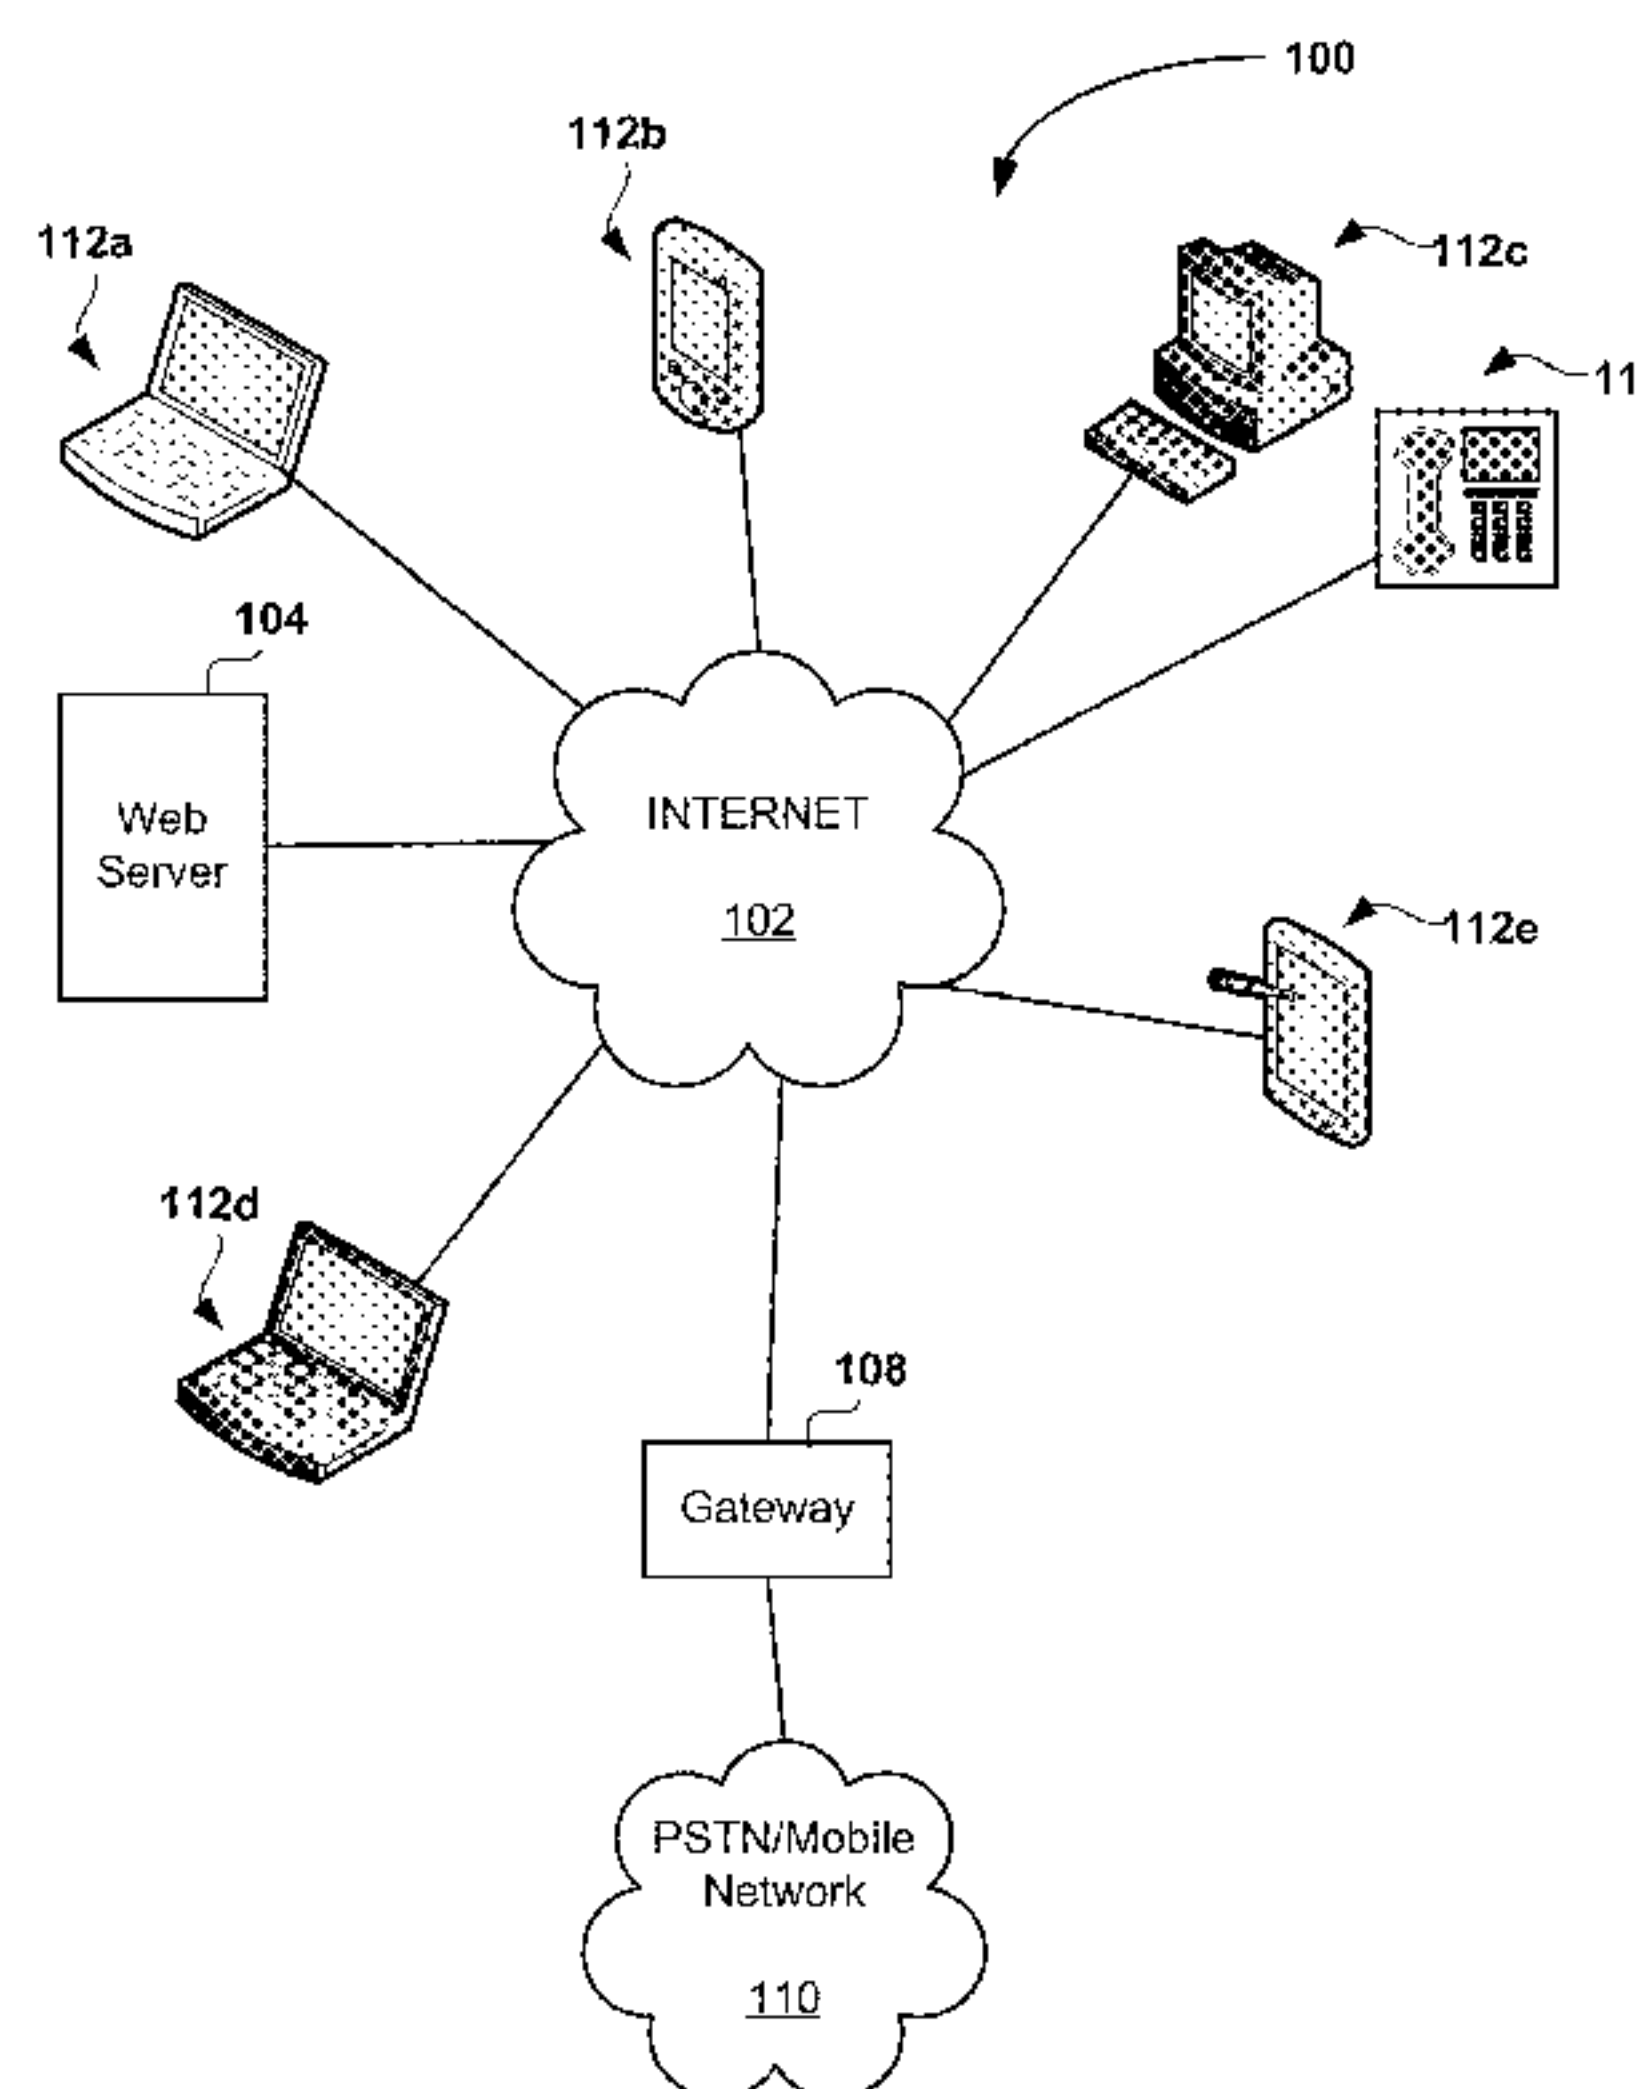 100
112b
112a
112c
11
104
INTERNET
Web
Server
102
112e
112d
108
Gateway
PSTN/Mobile
Network
110